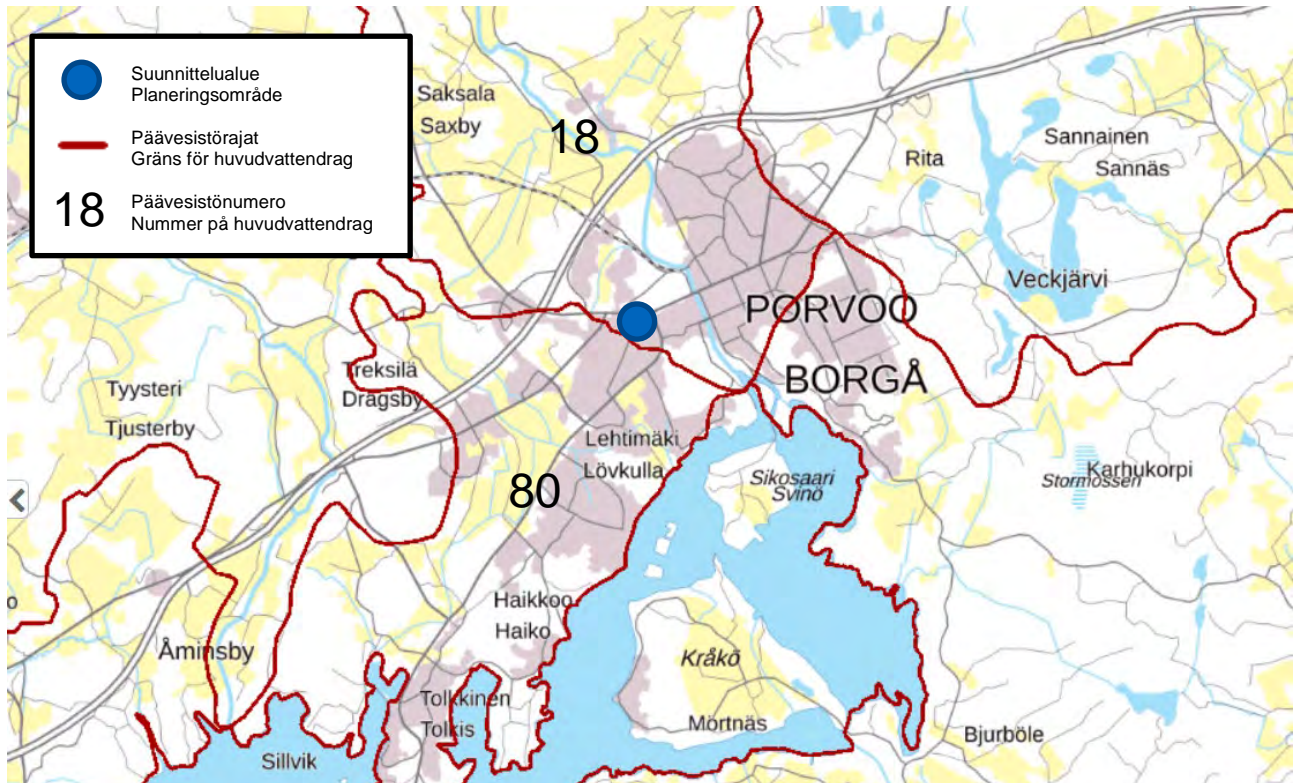 Suunnittelualue
Planeringsområde
Päävesistörajat
Gräns för huvudvattendrag
18
Päävesistönumero
Nummer på huvudvattendrag
Saksala
Saxby
18
Rita
Sannainen
Sannäs
Veckjärvi
PORVOO
BORGÅ
Treksilä
Dragsby
Tyysteri
Tjusterby
Lehtimäki
Lövkulla
80
Sikosaari
Svinö
Karhukorpi
Stormossen
Haikkoo
Haiko
Åminsby
Kråkö
Tolkkinen
Tolkis
Mörtnäs
Bjurböle
Sillvik